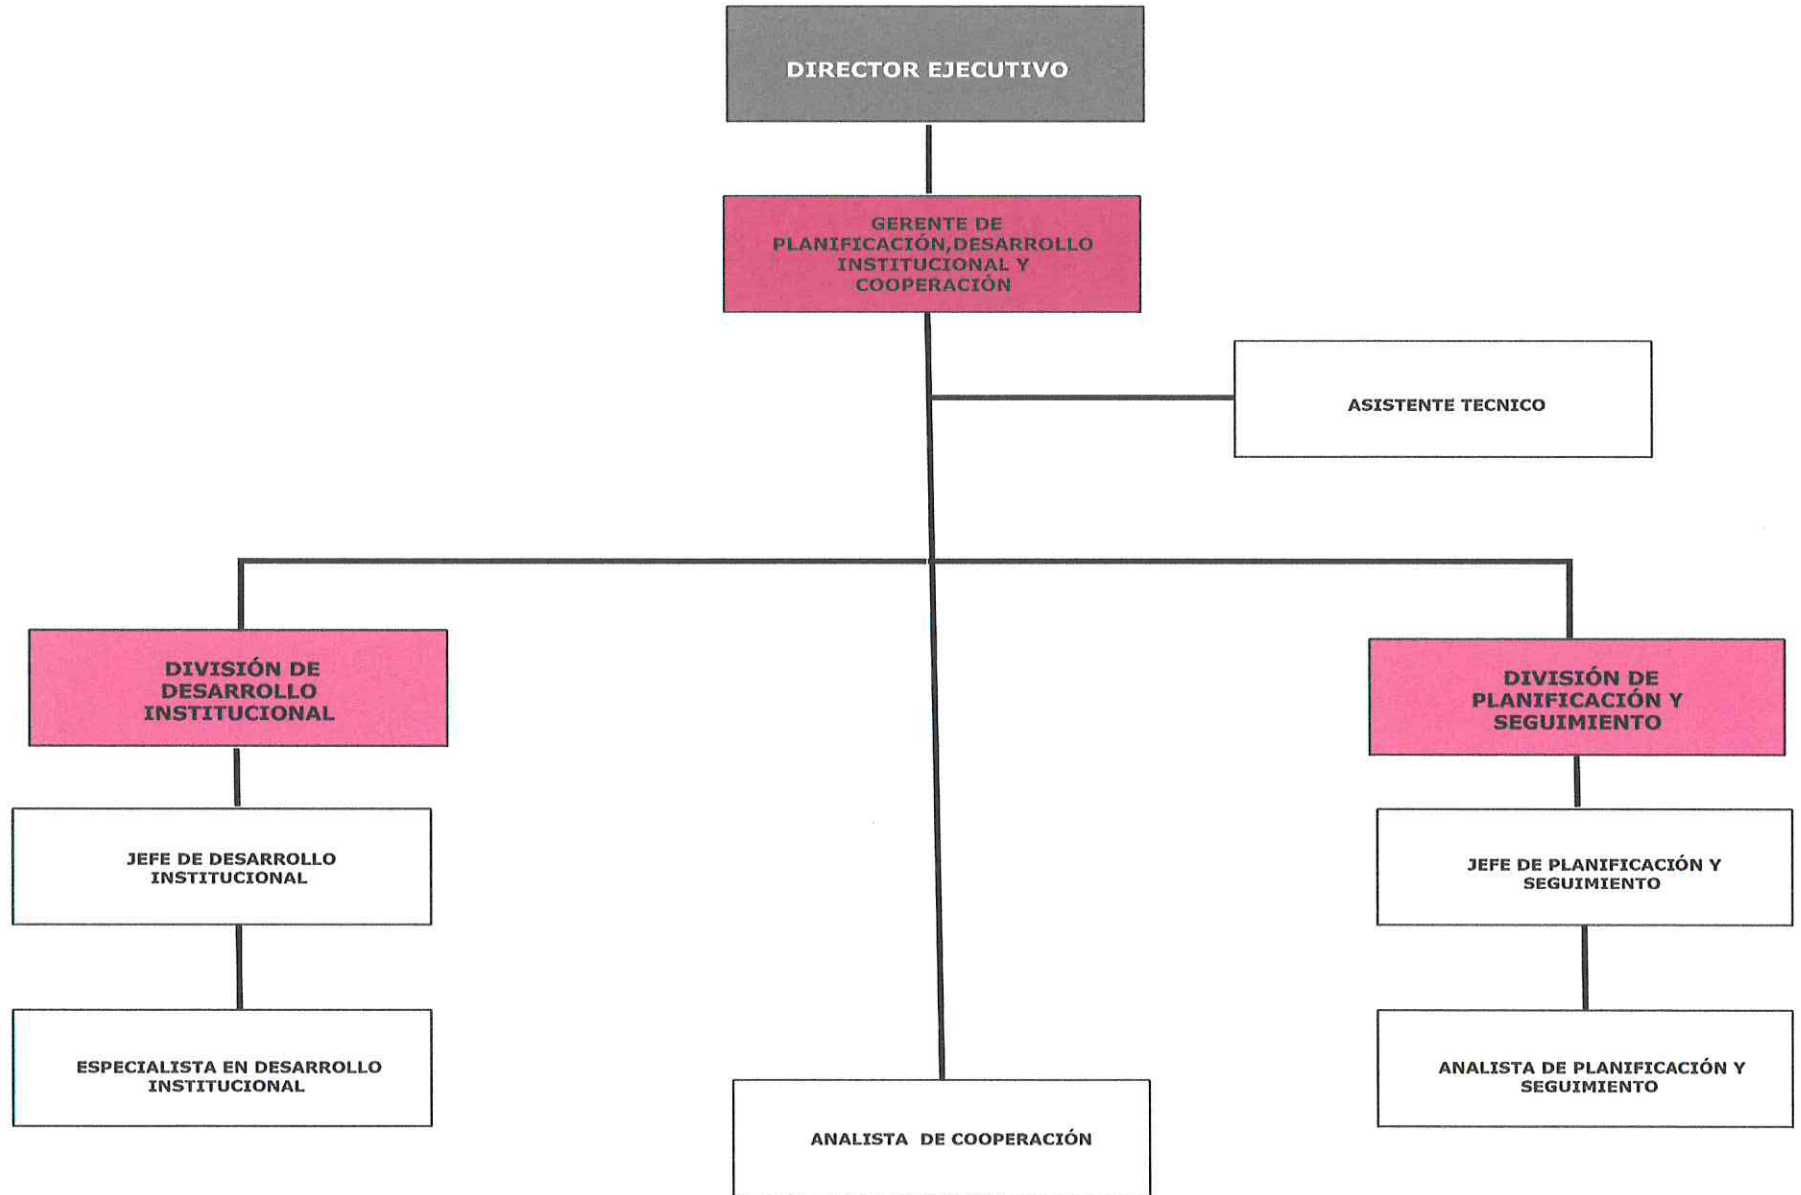 DIRECTOR EJECUTIVO
GERENTE DE
PLANIFICACIÓN,DESARROLLO
INSTITUCIONAL Y
COOPERACIÓN
ASISTENTE TECNICO
DIVISIÓN DE
DESARROLLO
INSTITUCIONAL
DIVISIÓN DE
PLANIFICACIÓN Y
SEGUIMIENTO
JEFE DE DESARROLLO
INSTITUCIONAL
JEFE DE PLANIFICACIÓN Y
SEGUIMIENTO
ESPECIALISTA EN DESARROLLO
INSTITUCIONAL
ANALISTA DE PLANIFICACIÓN Y
SEGUIMIENTO
ANALISTA  DE COOPERACIÓN